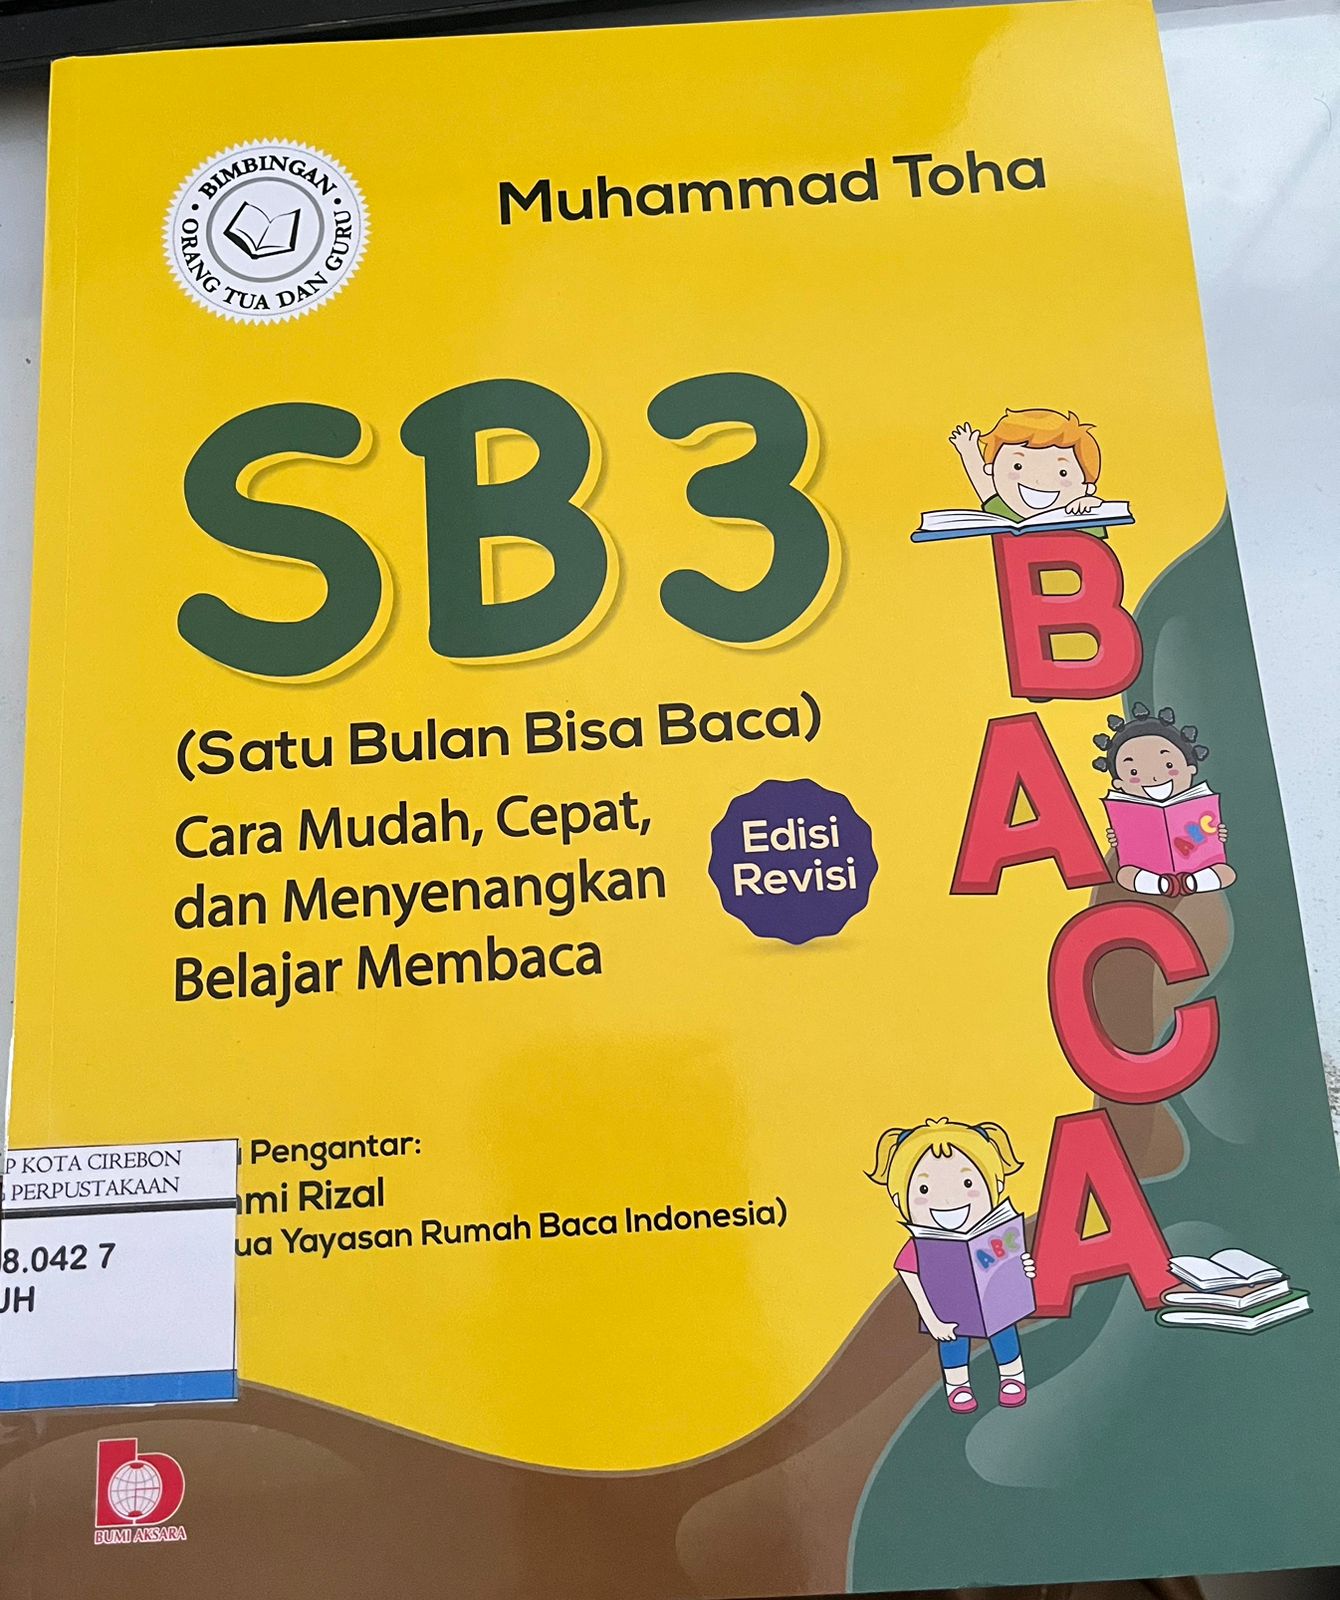 BIMBINGAN
ORANG TUA DAN GURU
Muhammad Toha
SB3
(Satu Bulan Bisa Baca)
Cara Mudah, Cepat,
dan Menyenangkan
Belajar Membaca
Edisi
Revisi
BACA
ABC
ABC
Pengantar:
Rizal
Yayasan Rumah Baca Indonesia)
P KOTA CIREBON
PERPUSTAKAAN
8.042 7
UH
BUMI AKSARA